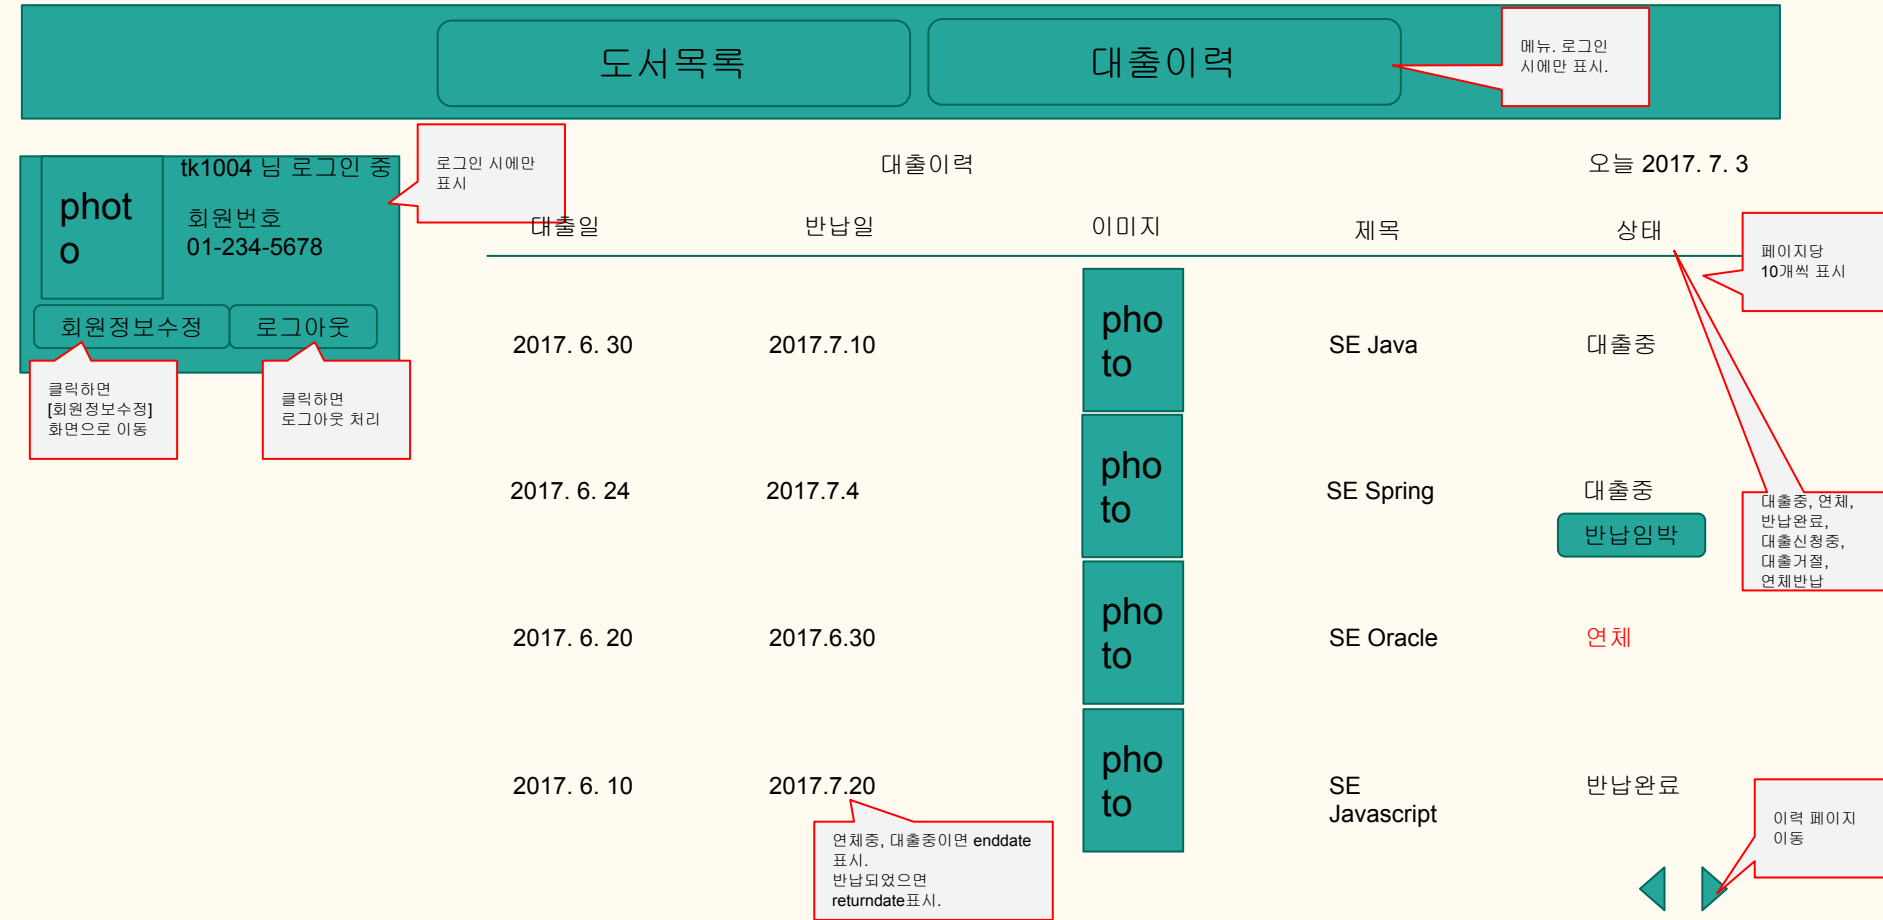 도서목록
대출이력
메뉴. 로그인
시에만 표시.
phot
o
tk1004 님 로그인 중
회원번호
01-234-5678
회원정보수정
로그아웃
로그인 시에만
표시
클릭하면
[회원정보수정]
화면으로 이동
클릭하면
로그아웃 처리
대출이력
오늘 2017. 7. 3
대출일
반납일
이미지
제목
상태
페이지당
10개씩 표시
2017. 6. 30
2017.7.10
pho
to
SE Java
대출중
2017. 6. 24
2017.7.4
pho
to
SE Spring
대출중
반납임박
대출중, 연체,
반납완료,
대출신청중,
대출거절,
연체반납
2017. 6. 20
2017.6.30
pho
to
SE Oracle
연체
2017. 6. 10
2017.7.20
pho
to
SE
Javascript
반납완료
연체중, 대출중이면 enddate
표시.
반납되었으면
returndate표시.
이력 페이지
이동